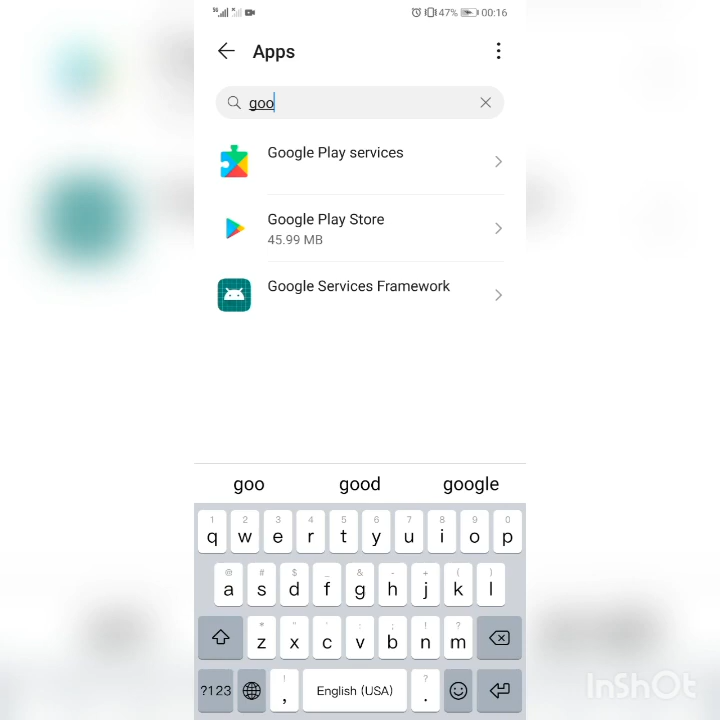 5G 47% 00:16
Apps
goo
Google Play services
Google Play Store
45.99 MB
Google Services Framework
goo good google
1 2 3 4 5 6 7 8 9 0
q w e r t y u i o p
@ # $ _ & - + ( )
a s d f g h j k l
* " ' : ; ! ?
z x c v b n m
?123 , ! English (USA) . ?
InShOt